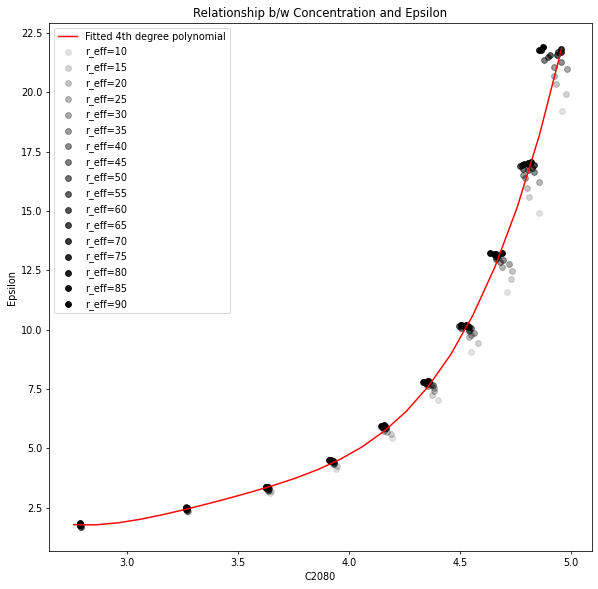 Relationship b/w Concentration and Epsilon
Fitted 4th degree polynomial
r_eff=10
r_eff=15
r_eff=20
r_eff=25
r_eff=30
r_eff=35
r_eff=40
r_eff=45
r_eff=50
r_eff=55
r_eff=60
r_eff=65
r_eff=70
r_eff=75
r_eff=80
r_eff=85
r_eff=90
Epsilon
22.5
20.0
17.5
15.0
12.5
10.0
7.5
5.0
2.5
3.0 3.5 4.0 4.5 5.0
C2080